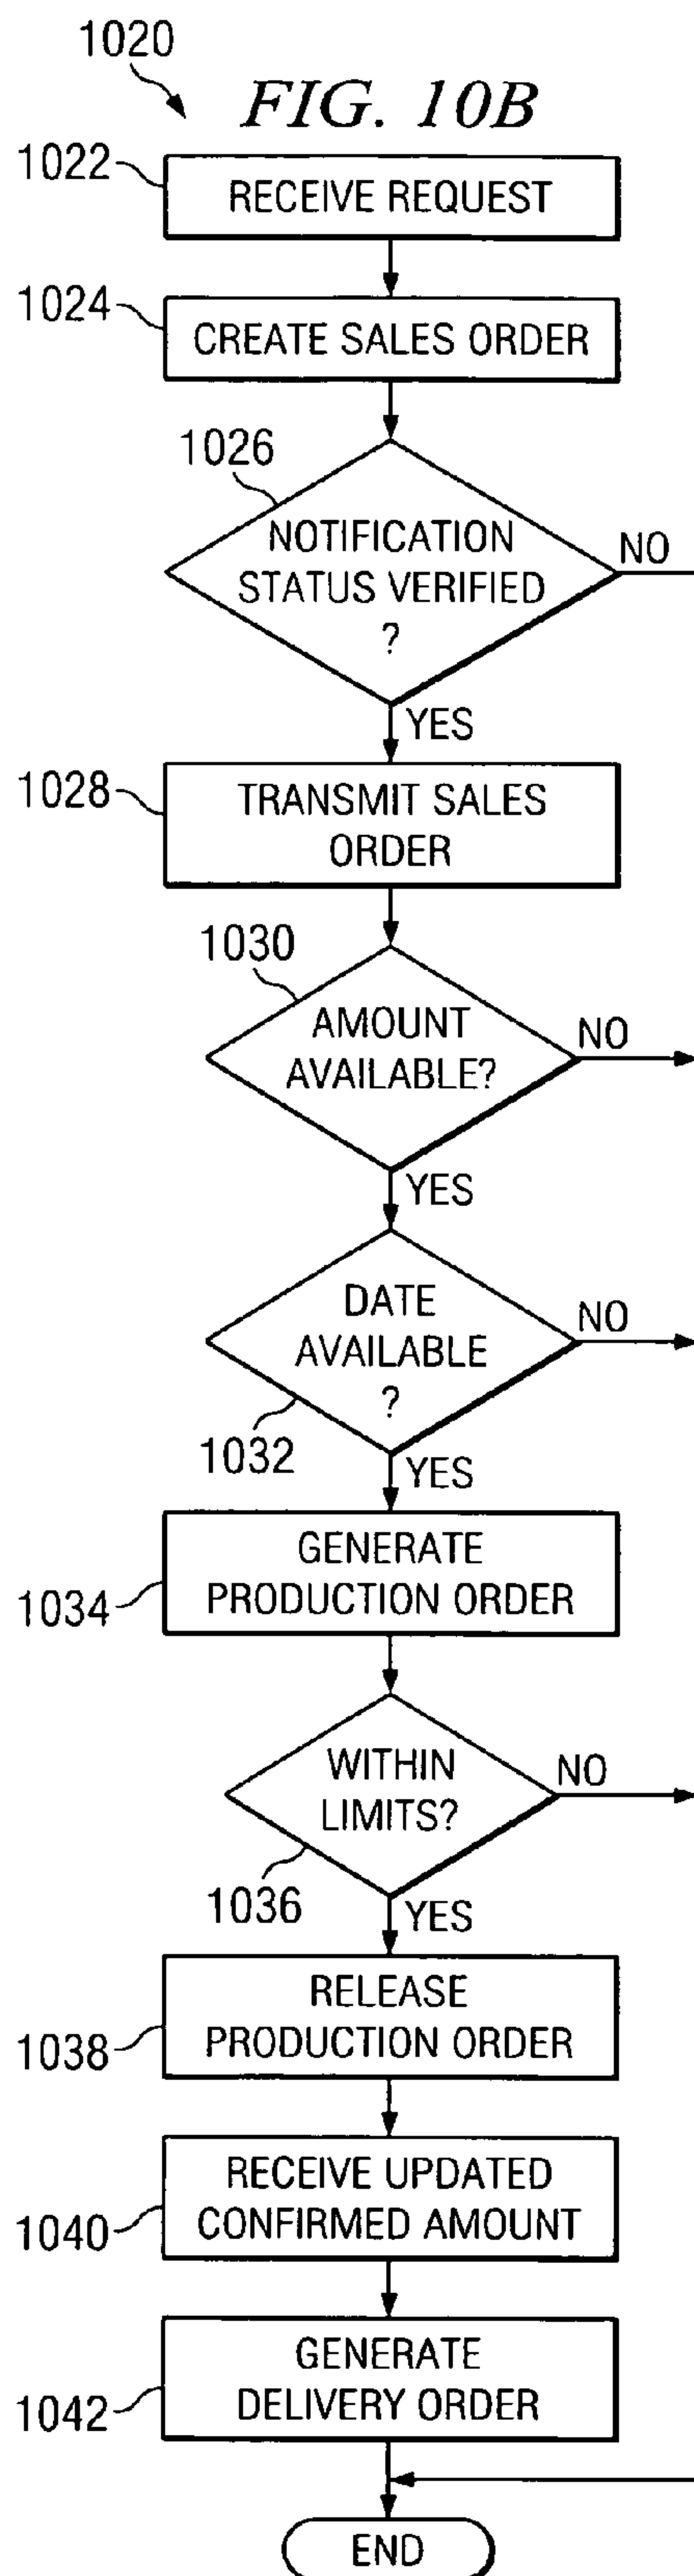 1020
FIG. 10B
1022
RECEIVE REQUEST
1024
CREATE SALES ORDER
1026
NOTIFICATION
STATUS VERIFIED
?
NO
YES
1028
TRANSMIT SALES
ORDER
1030
AMOUNT
AVAILABLE?
NO
YES
DATE
AVAILABLE
?
NO
1032
YES
GENERATE
PRODUCTION ORDER
1034
WITHIN
LIMITS?
NO
1036
YES
RELEASE
PRODUCTION ORDER
1038
RECEIVE UPDATED
CONFIRMED AMOUNT
1040
GENERATE
DELIVERY ORDER
1042
END